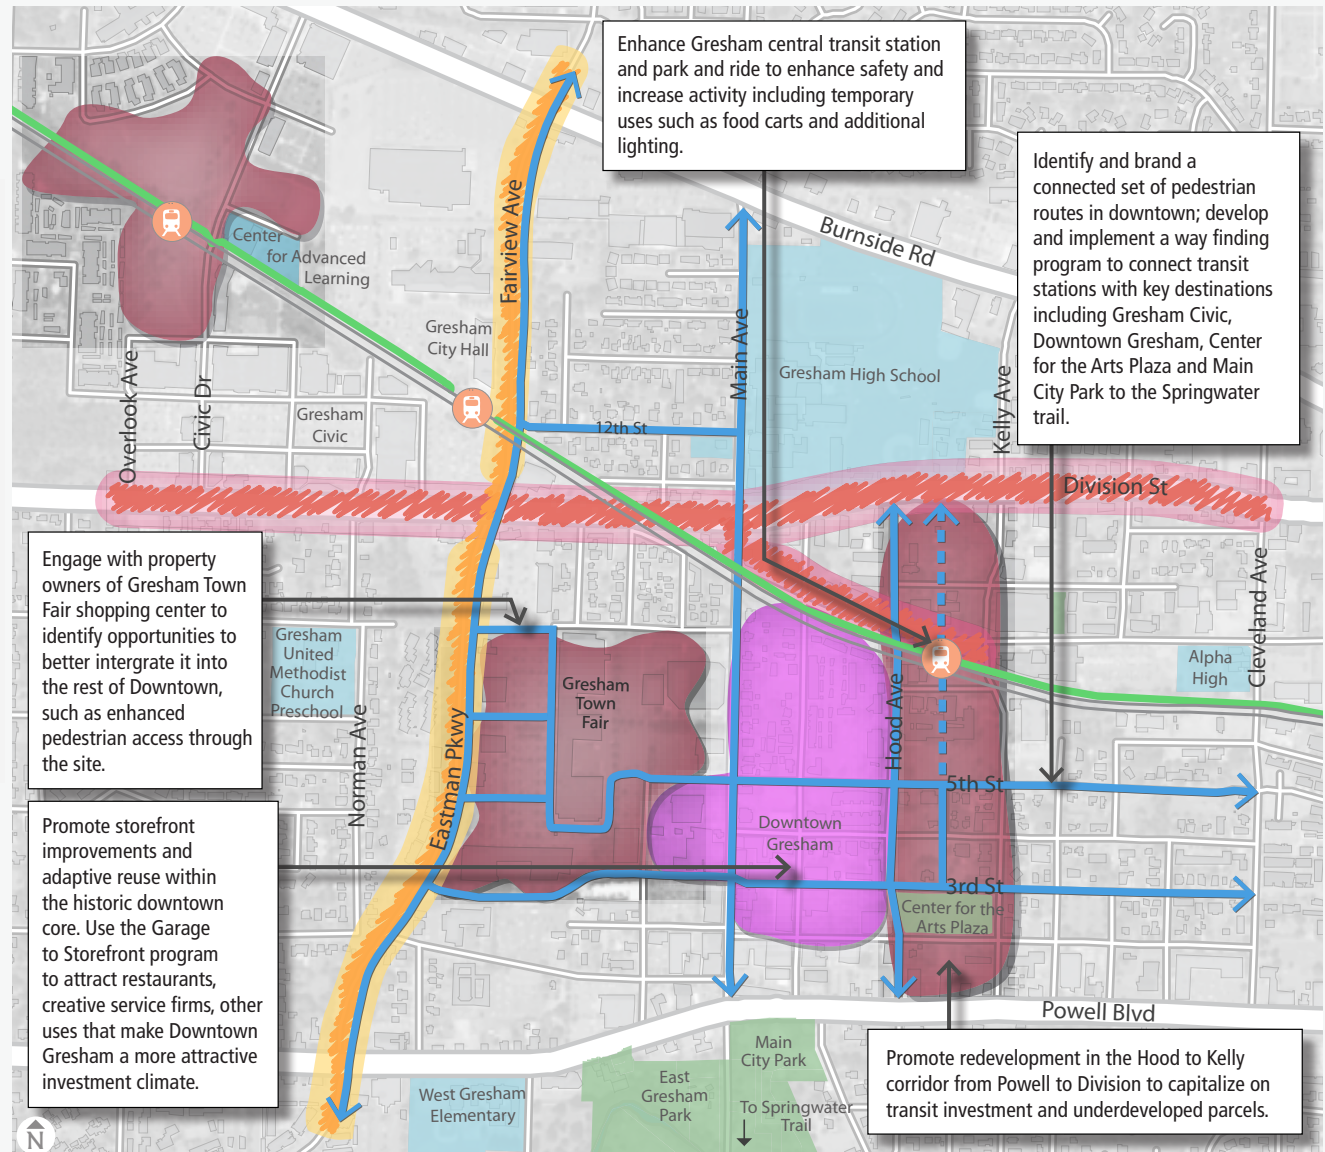 Enhance Gresham central transit station
and park and ride to enhance safety and
increase activity including temporary
uses such as food carts and additional
lighting.
Identify and brand a
connected set of pedestrian
routes in downtown; develop
and implement a way finding
program to connect transit
stations with key destinations
including Gresham Civic,
Downtown Gresham, Center
for the Arts Plaza and Main
City Park to the Springwater
trail.
Burnside Rd
Fairview Ave
Center
for Advanced
Learning
Gresham
City Hall
Main Ave
Gresham High School
Kelly Ave
Overlook Ave
Civic Dr
Gresham
Civic
12th St
Division St
Engage with property
owners of Gresham Town
Fair shopping center to
identify opportunities to
better intergrate it into
the rest of Downtown,
such as enhanced
pedestrian access through
the site.
Gresham
United
Methodist
Church
Preschool
Norman Ave
Eastman Pkwy
Gresham
Town
Fair
Hood Ave
Cleveland Ave
Alpha
High
5th St
Downtown
Gresham
3rd St
Center for the
Arts Plaza
Promote storefront
improvements and
adaptive reuse within
the historic downtown
core. Use the Garage
to Storefront program
to attract restaurants,
creative service firms, other
uses that make Downtown
Gresham a more attractive
investment climate.
Powell Blvd
Promote redevelopment in the Hood to Kelly
corridor from Powell to Division to capitalize on
transit investment and underdeveloped parcels.
Main
City Park
East
Gresham
Park
To Springwater
Trail
West Gresham
Elementary
N